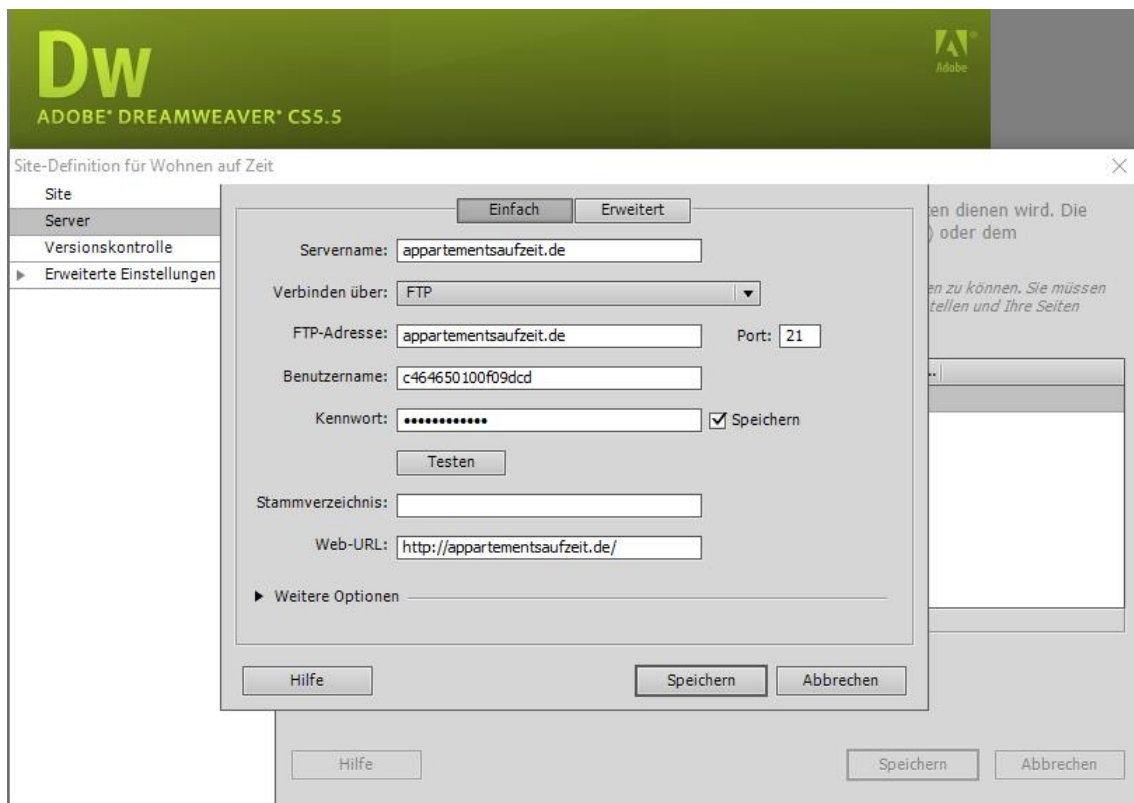 Dw
ADOBE® DREAMWEAVER® CS5.5
Adobe
Site-Definition für Wohnen auf Zeit
Site
Server
Versionskontrolle
Erweiterte Einstellungen
Einfach Erweitert
Servername: appartementsaufzeit.de
Verbinden über: FTP
FTP-Adresse: appartementsaufzeit.de Port: 21
Benutzername: c464650100f09dcd
Kennwort: •••••••••••• Speichern
Testen
Stammverzeichnis:
Web-URL: http://appartementsaufzeit.de/
Weitere Optionen
Hilfe Speichern Abbrechen
en dienen wird. Die
) oder dem
en zu können. Sie müssen
tellen und Ihre Seiten
..
Hilfe Speichern Abbrechen